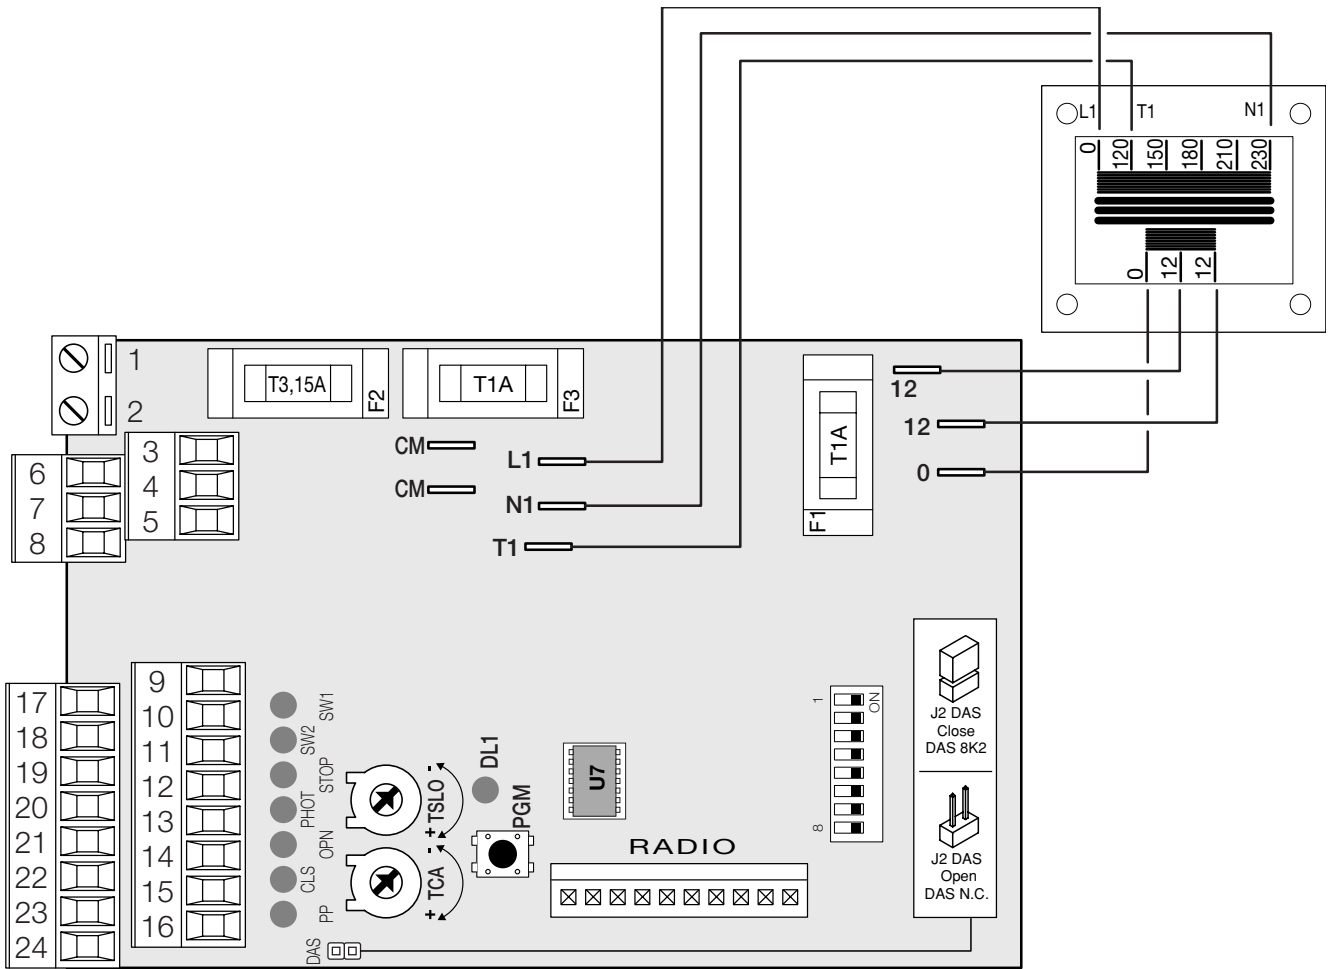 L1
T1
N1
0
120
150
180
210
230
0
12
12
1
2
T3,15A
F2
T1A
F3
T1A
F1
12
12
0
CM
CM
L1
N1
T1
3
4
5
6
7
8
9
10
11
12
13
14
15
16
17
18
19
20
21
22
23
24
SW1
SW2
STOP
PHOT
OPN
CLS
PP
DAS
- TSLO +
- TCA +
DL1
PGM
U7
RADIO
1
ON
8
J2 DAS
Close
DAS 8K2
J2 DAS
Open
DAS N.C.